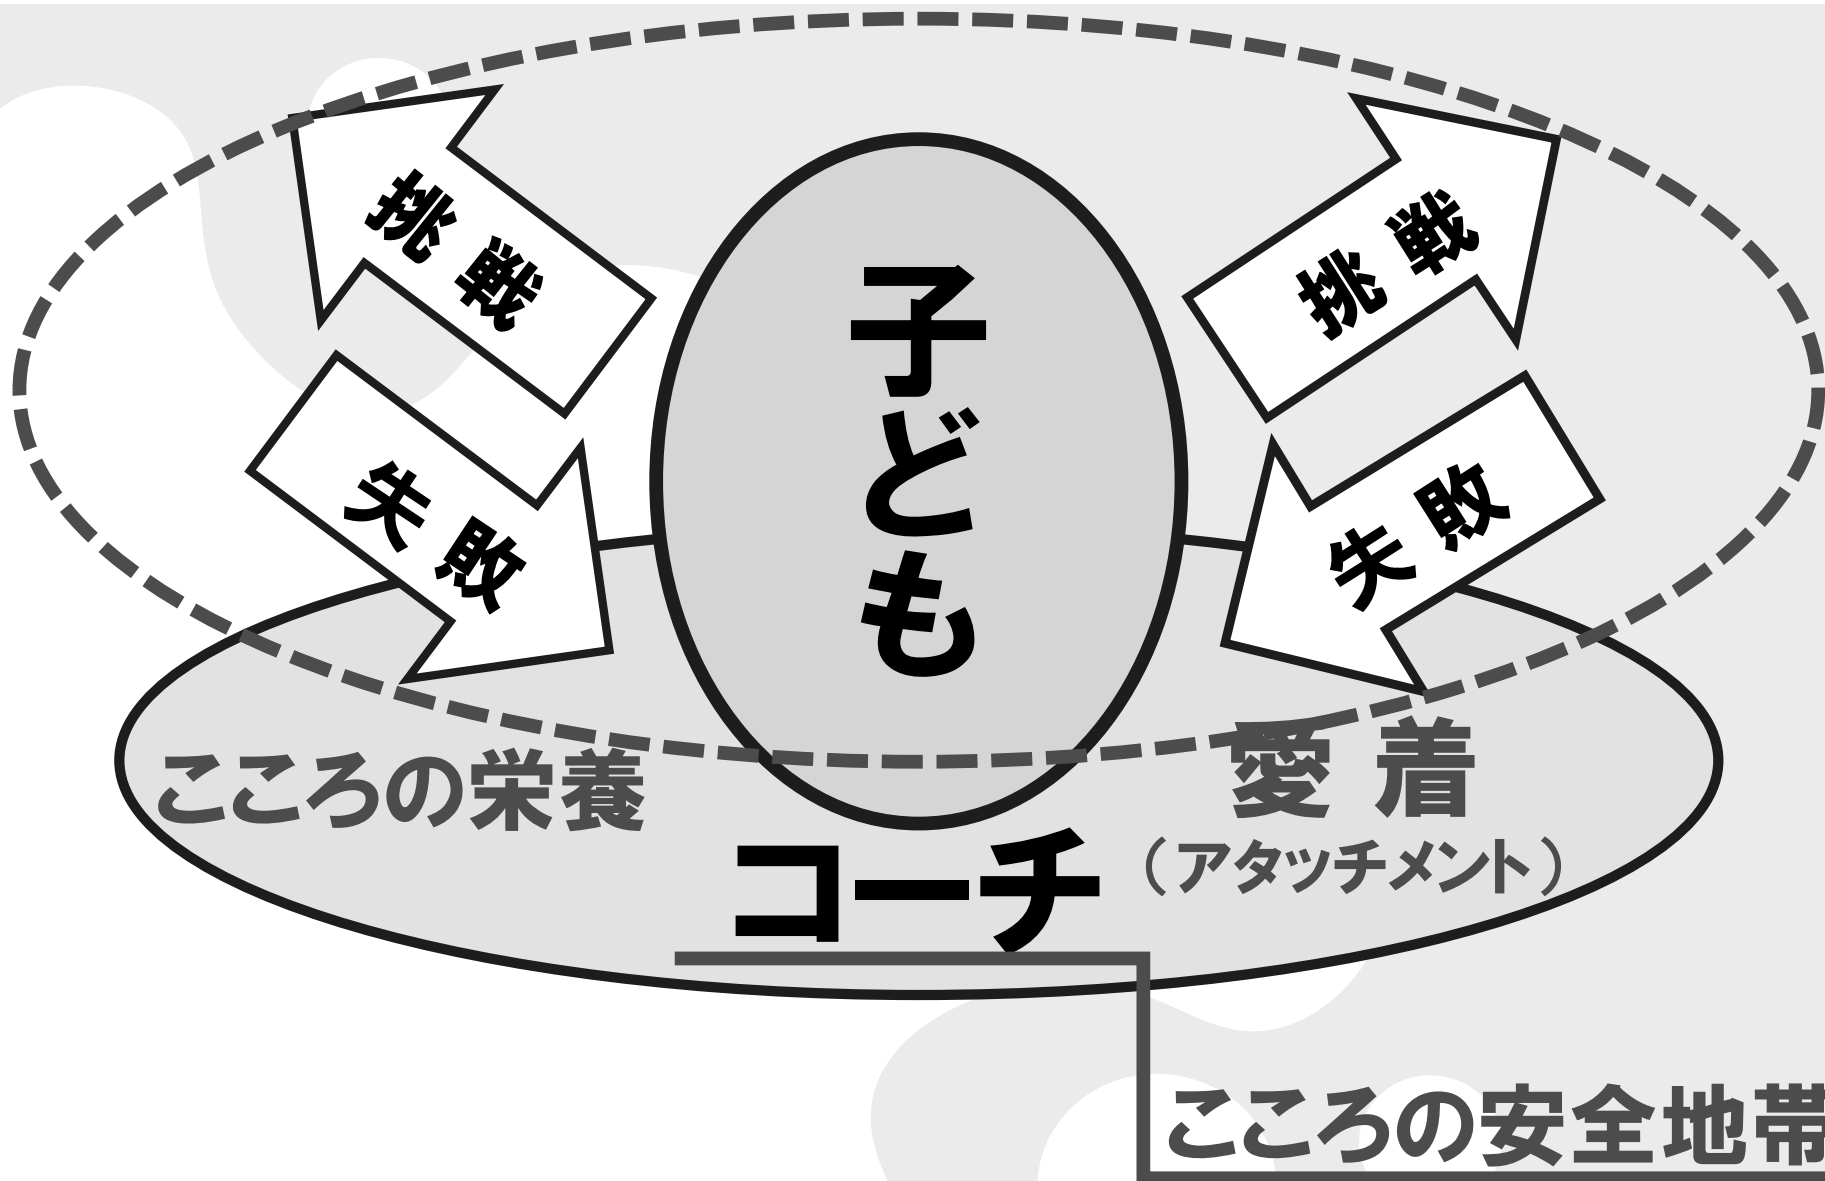 挑戦
挑戦
子ども
失敗
失敗
こころの栄養
愛着
（アタッチメント）
コーチ
こころの安全地帯